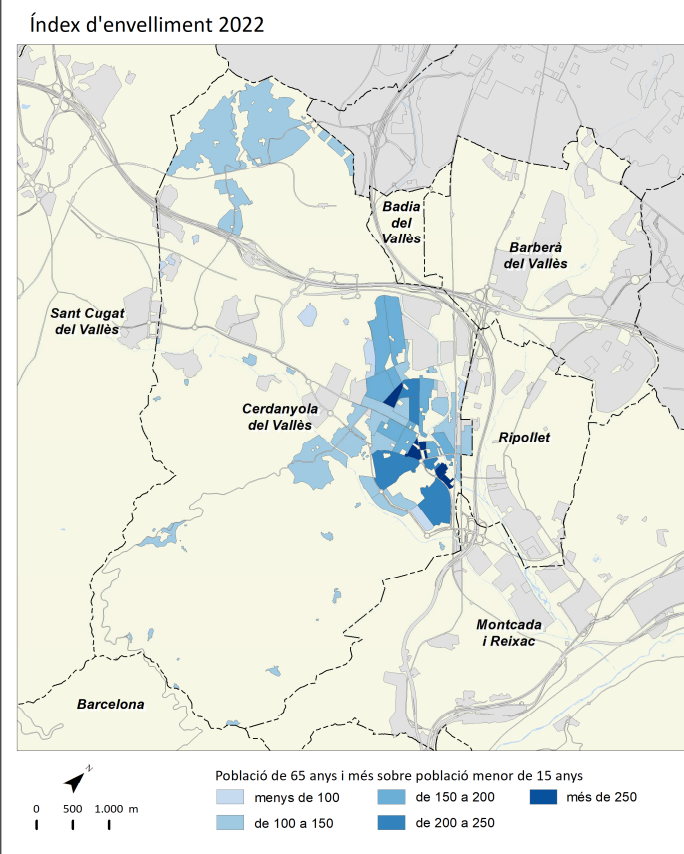 Índex d'envelliment 2022
Badia
del
Vallès
Barberà
del Vallès
Sant Cugat
del Vallès
Cerdanyola
del Vallès
Ripollet
Montcada
i Reixac
Barcelona
N
0 500 1.000 m
Població de 65 anys i més sobre població menor de 15 anys
menys de 100
de 150 a 200
més de 250
de 100 a 150
de 200 a 250